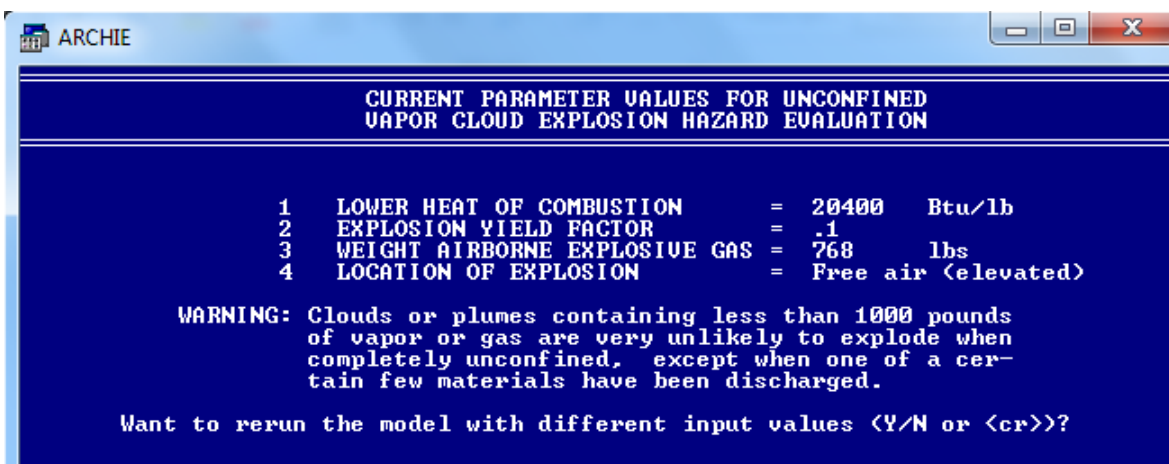 ARCHIE
CURRENT PARAMETER VALUES FOR UNCONFINED
VAPOR CLOUD EXPLOSION HAZARD EVALUATION
1 LOWER HEAT OF COMBUSTION = 20400 Btu/lb
2 EXPLOSION YIELD FACTOR = .1
3 WEIGHT AIRBORNE EXPLOSIVE GAS = 768 lbs
4 LOCATION OF EXPLOSION = Free air (elevated)
WARNING: Clouds or plumes containing less than 1000 pounds
of vapor or gas are very unlikely to explode when
completely unconfined, except when one of a cer-
tain few materials have been discharged.
Want to rerun the model with different input values (Y/N or <cr>)?